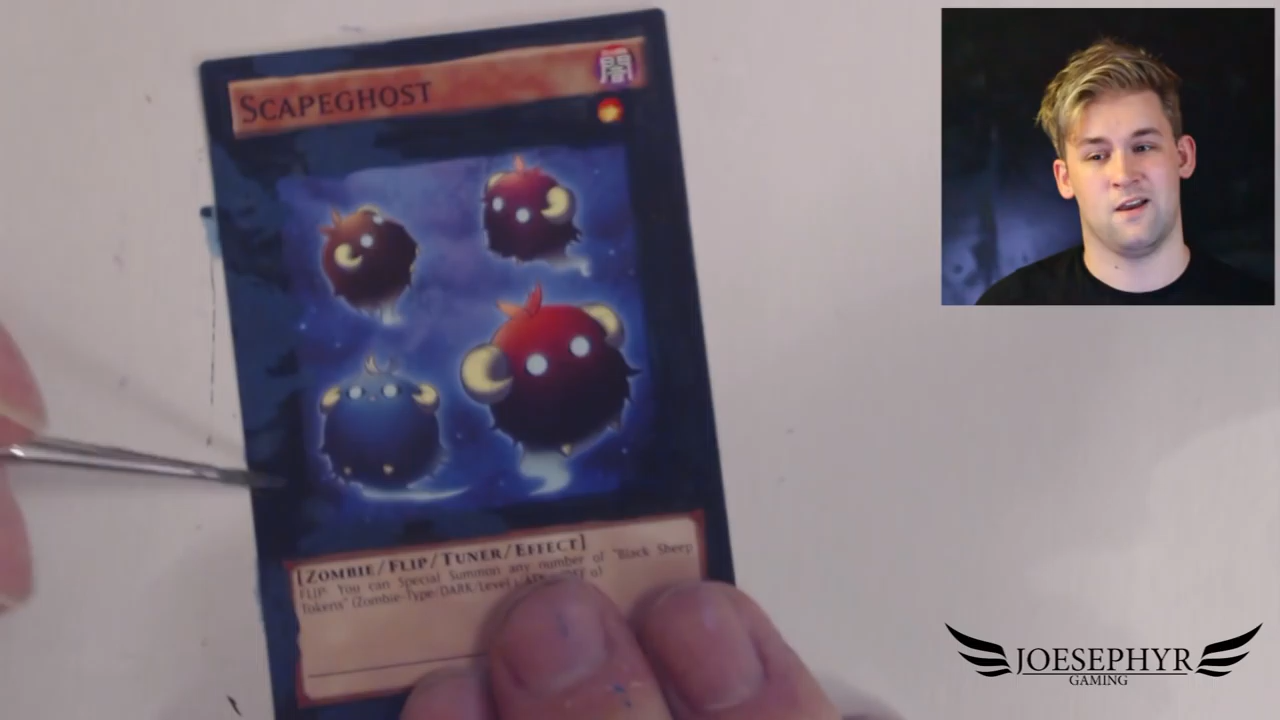 SCAPEGHOST
[ZOMBIE/FLIP/TUNER/EFFECT]
FLIP: You can Special Summon any number of "Black Sheep
Tokens" (Zombie-Type/DARK/Level
JOESEPHYR
GAMING